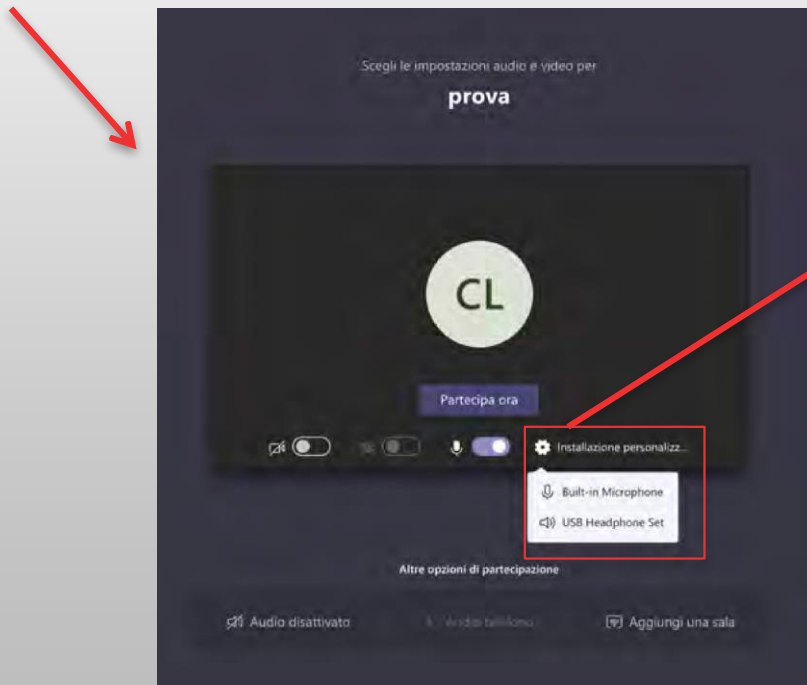 Scegli le impostazioni audio e video per
prova
CL
Partecipa ora
Installazione personalizz...
Built-in Microphone
USB Headphone Set
Altre opzioni di partecipazione
Audio disattivato
Aggiungi una sala